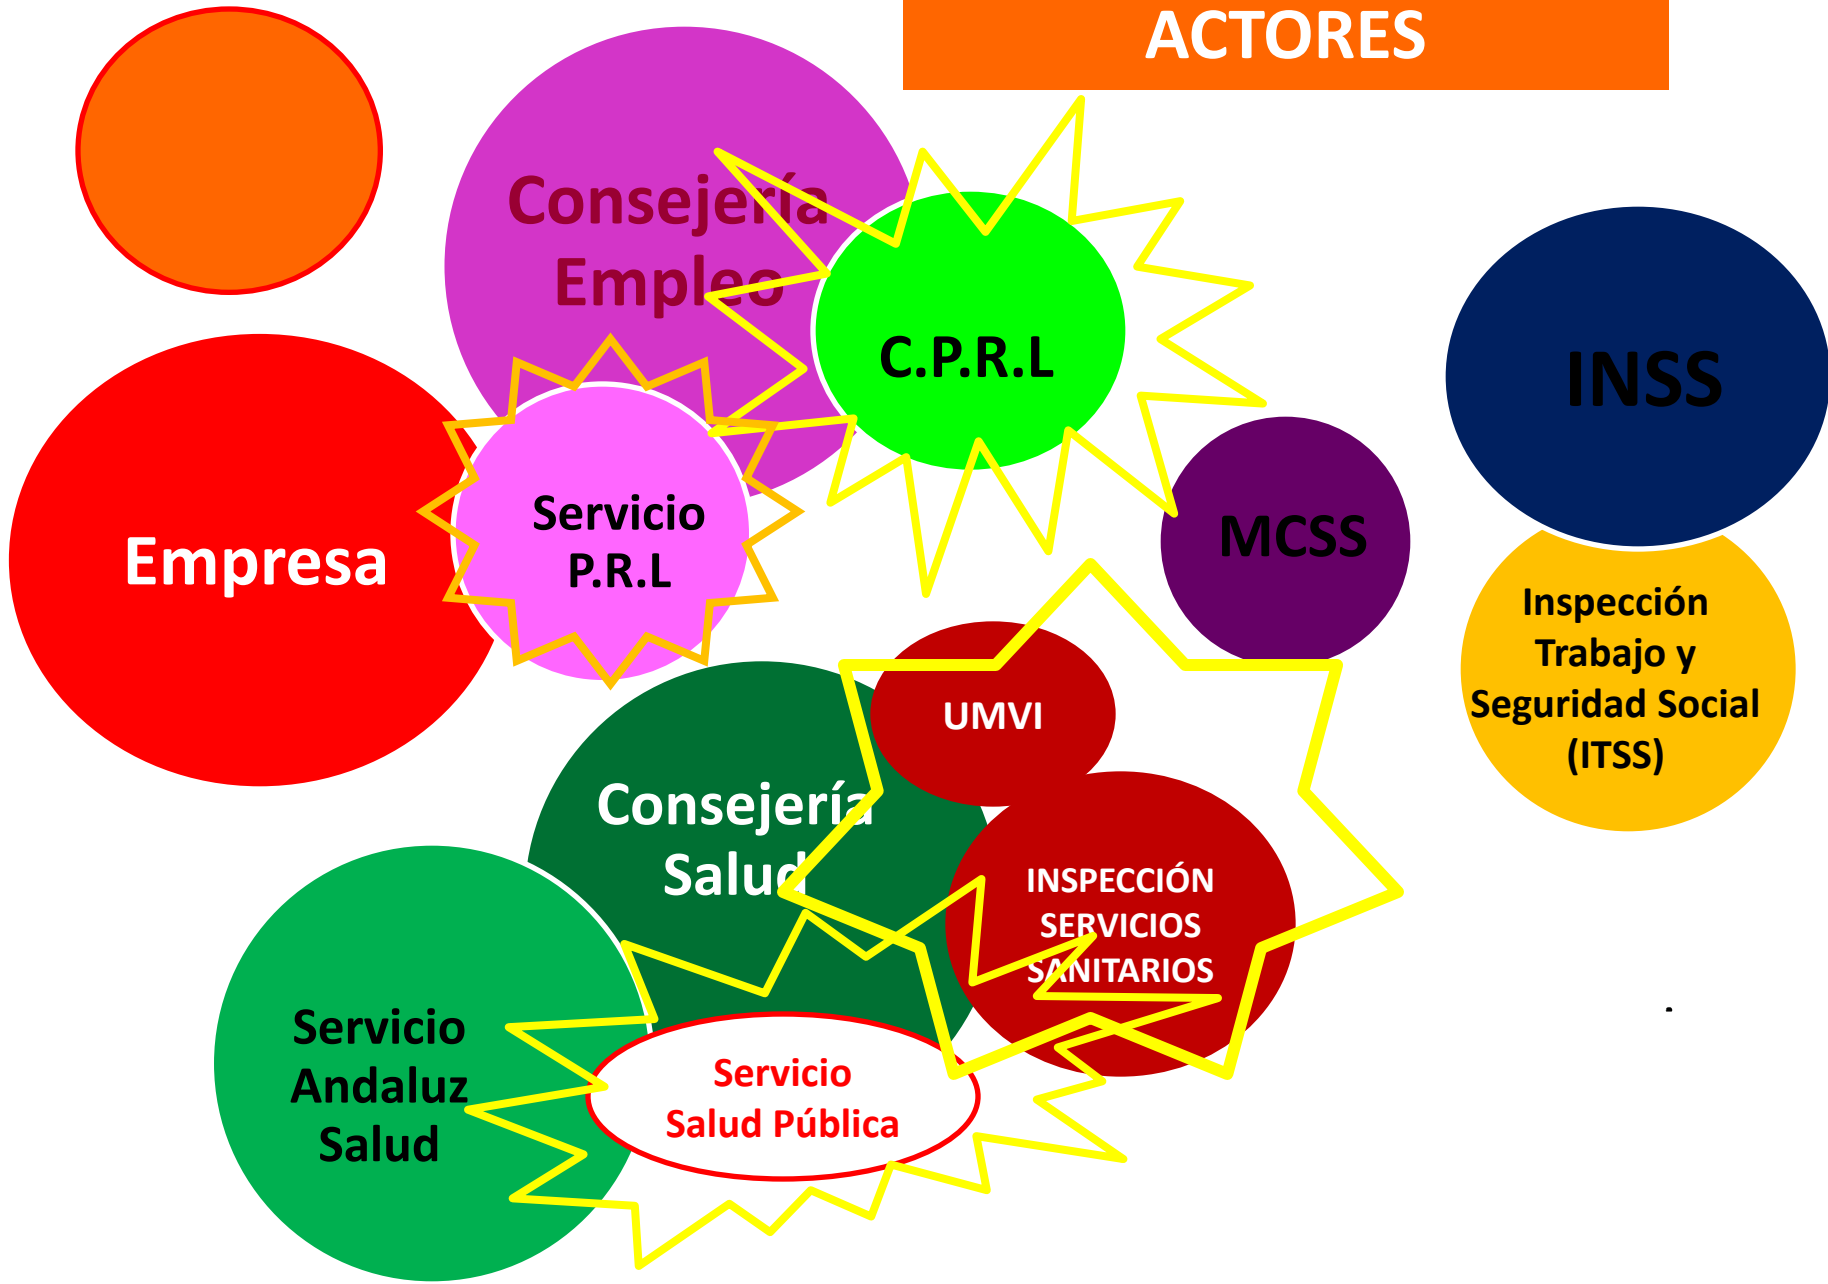 ACTORES
Consejería
Empleo
C.P.R.L
INSS
Servicio
P.R.L
MCSS
Empresa
Inspección
Trabajo y
Seguridad Social
(ITSS)
UMVI
Consejería
Salud
INSPECCIÓN
SERVICIOS
SANITARIOS
Servicio
Andaluz
Salud
Servicio
Salud Pública
.